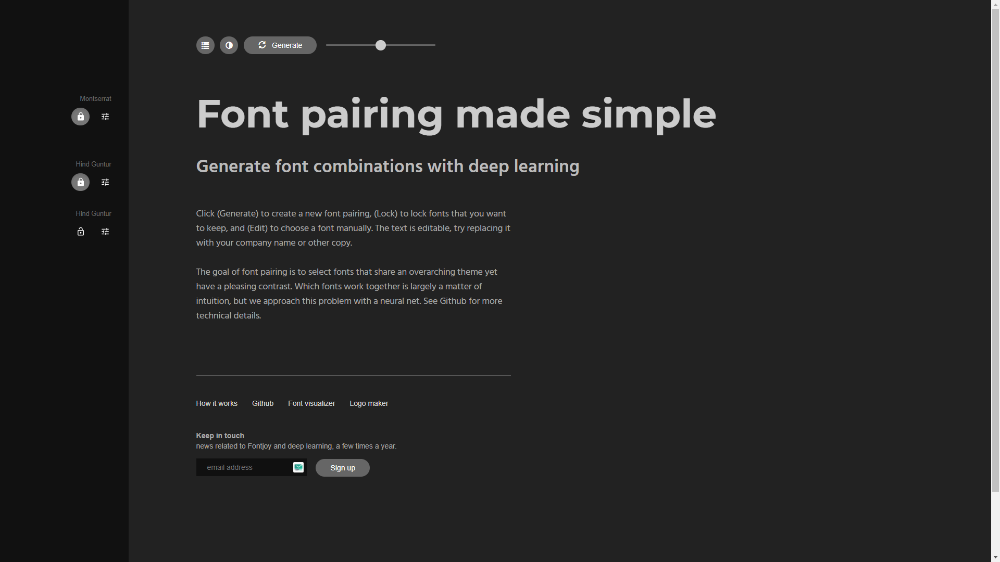 Generate
Montserrat
Font pairing made simple
Hind Guntur
Generate font combinations with deep learning
Hind Guntur
Click (Generate) to create a new font pairing, (Lock) to lock fonts that you want
to keep, and (Edit) to choose a font manually. The text is editable, try replacing it
with your company name or other copy.
The goal of font pairing is to select fonts that share an overarching theme yet
have a pleasing contrast. Which fonts work together is largely a matter of
intuition, but we approach this problem with a neural net. See Github for more
technical details.
How it works Github Font visualizer Logo maker
Keep in touch
news related to Fontjoy and deep learning, a few times a year.
email address Sign up